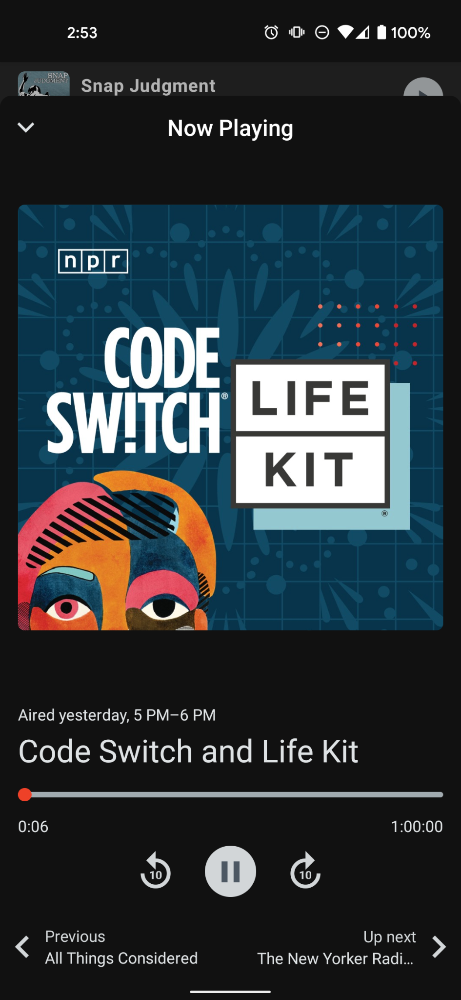 2:53
100%
SNAP
JUDGMENT
Snap Judgment
Now Playing
npr
CODE
SW!TCH®
LIFE
KIT
®
Aired yesterday, 5 PM–6 PM
Code Switch and Life Kit
0:06
1:00:00
10
10
Previous
All Things Considered
Up next
The New Yorker Radi...